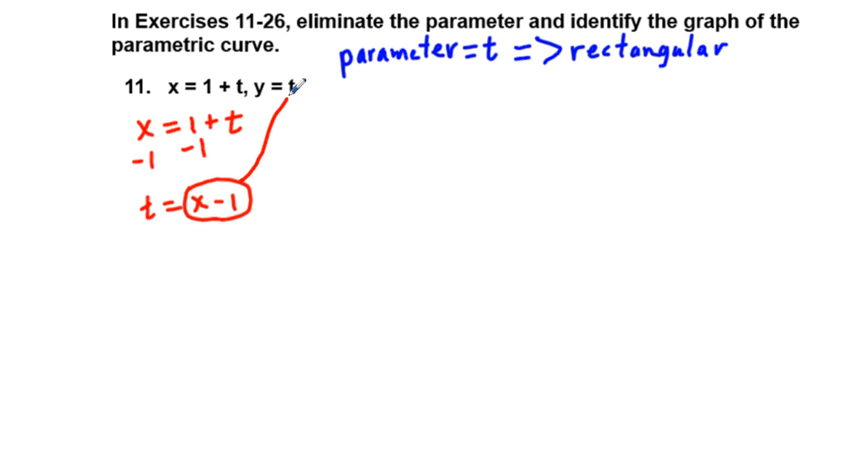 In Exercises 11-26, eliminate the parameter and identify the graph of the
parametric curve.
parameter = t => rectangular
11. x = 1 + t, y = t
x = 1 + t
-1 -1
t = x - 1